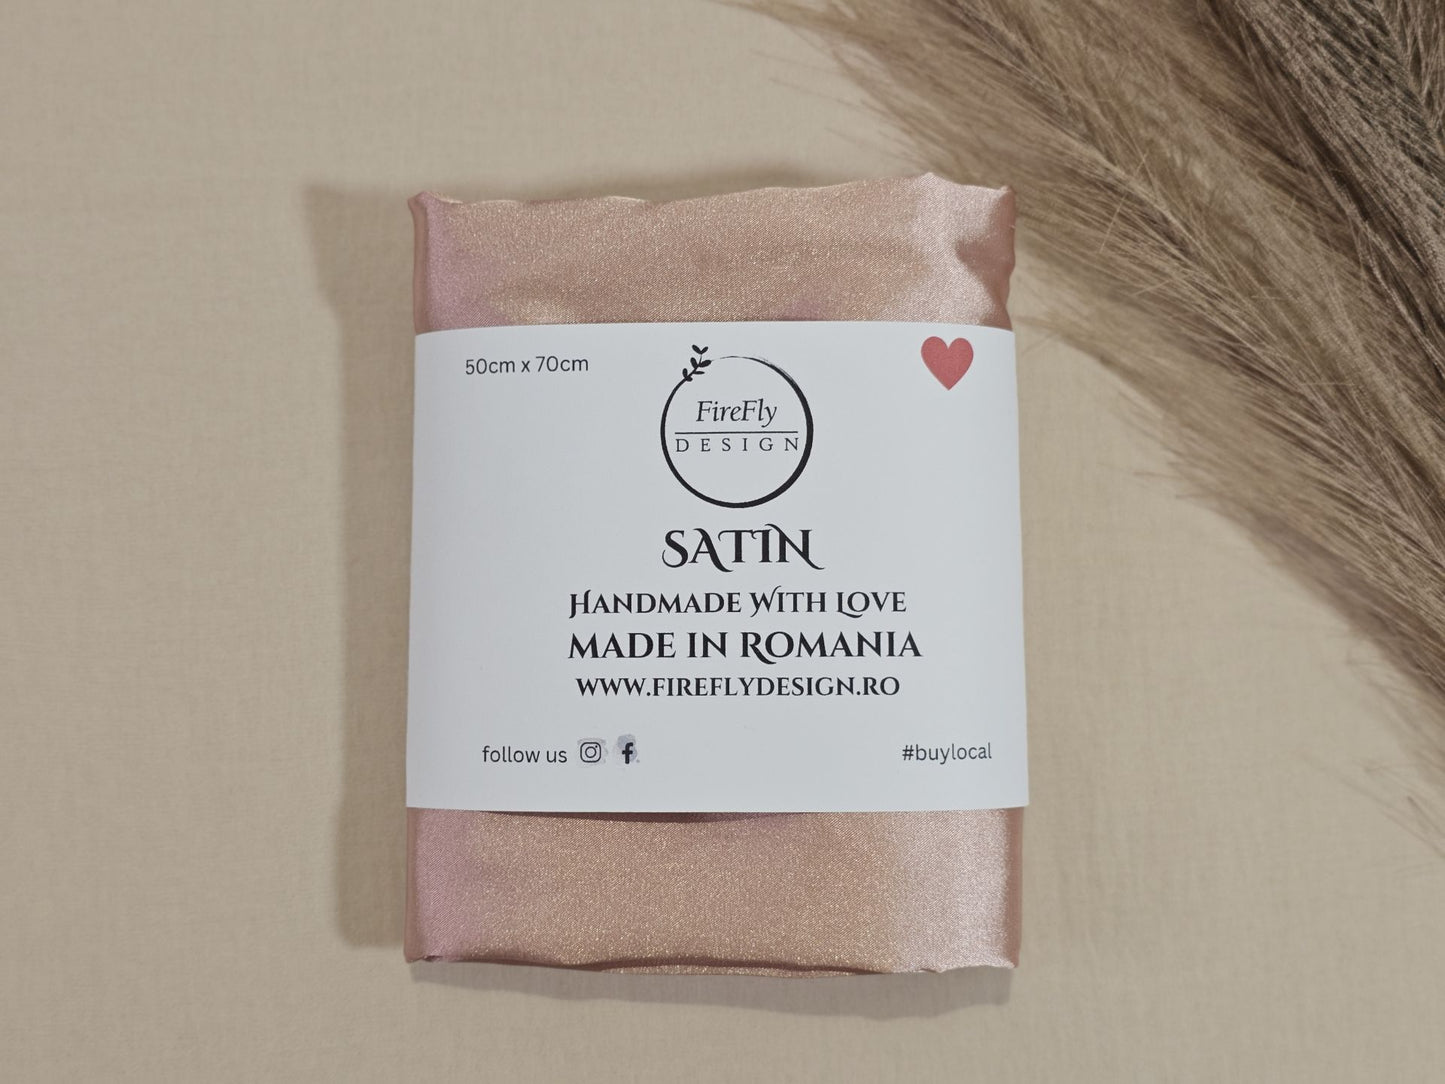 50cm x 70cm
FireFly
DESIGN
SATIN
HANDMADE WITH LOVE
MADE IN ROMANIA
WWW.FIREFLYDESIGN.RO
follow us
#buylocal